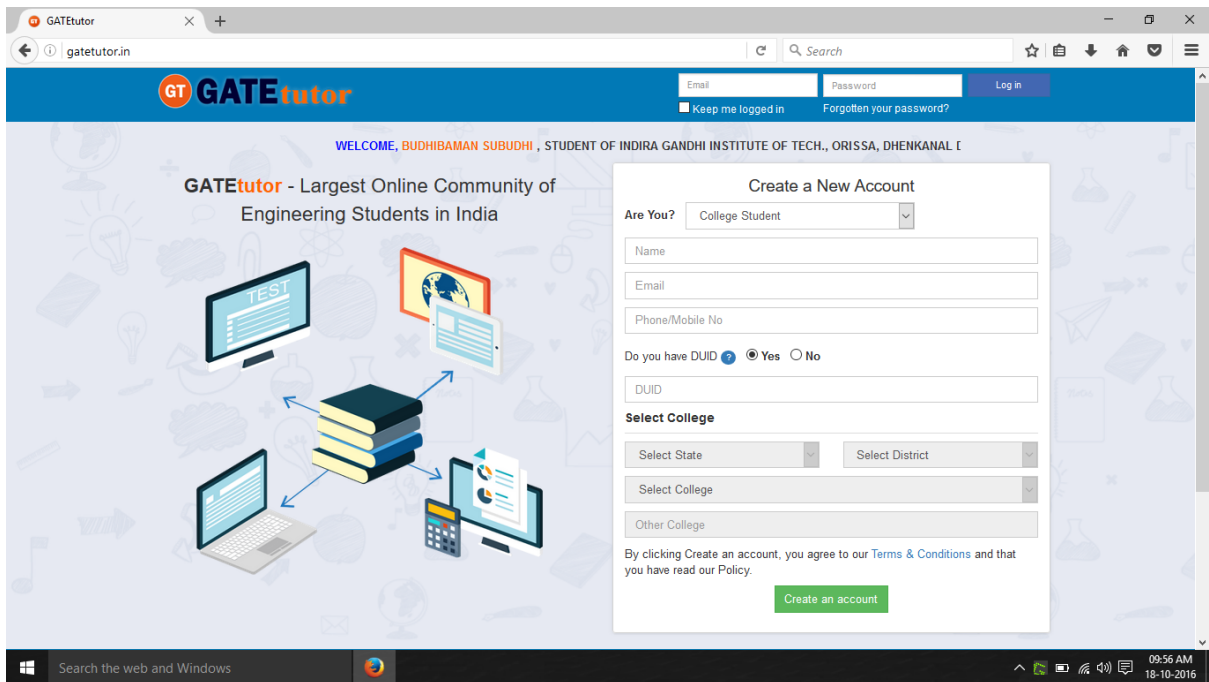 GATEtutor
gatetutor.in
Search
GT GATEtutor
Email
Password
Log in
Keep me logged in
Forgotten your password?
WELCOME, BUDHIBAMAN SUBUDHI , STUDENT OF INDIRA GANDHI INSTITUTE OF TECH., ORISSA, DHENKANAL
GATEtutor - Largest Online Community of
Engineering Students in India
TEST
Create a New Account
Are You? College Student
Name
Email
Phone/Mobile No
Do you have DUID ? Yes No
DUID
Select College
Select State
Select District
Select College
Other College
By clicking Create an account, you agree to our Terms & Conditions and that
you have read our Policy.
Create an account
Search the web and Windows
09:56 AM
18-10-2016